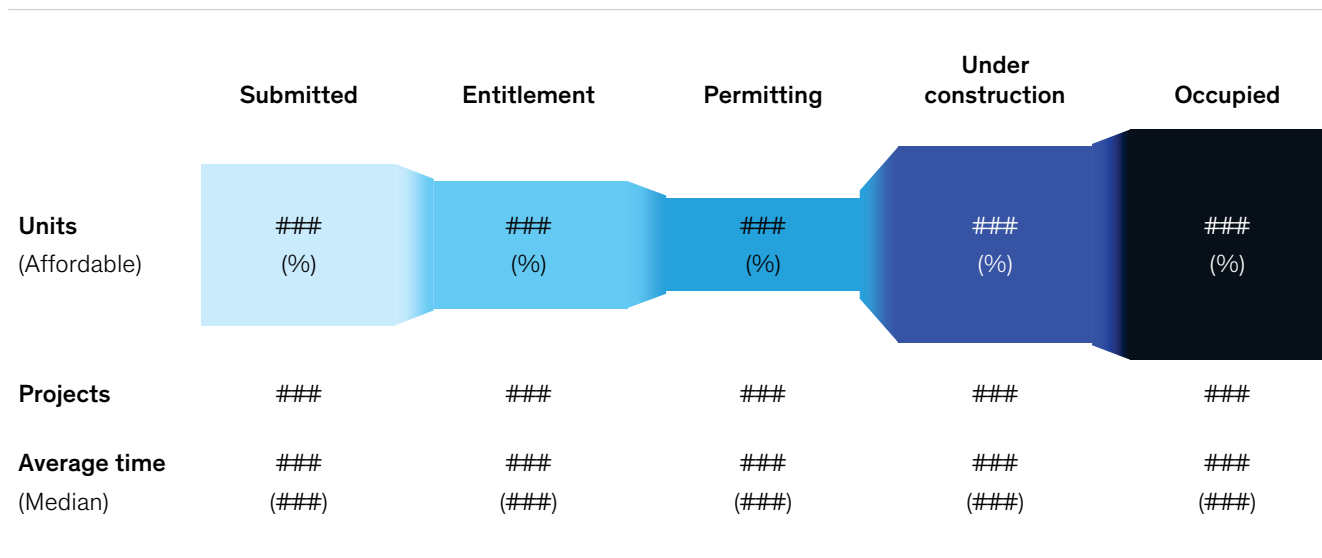 Submitted Entitlement Permitting Under construction Occupied
Units ### ### ### ### ###
(Affordable) (%) (%) (%) (%) (%)
Projects ### ### ### ### ###
Average time ### ### ### ### ###
(Median) (###) (###) (###) (###) (###)